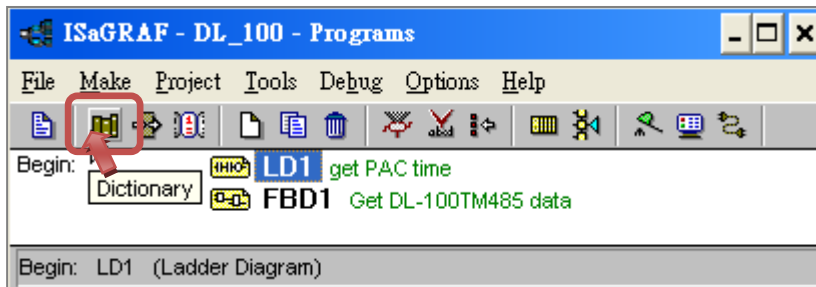 ISaGRAF - DL_100 - Programs
File Make Project Tools Debug Options Help
Begin: LD1 get PAC time
Dictionary FBD1 Get DL-100TM485 data
Begin: LD1 (Ladder Diagram)